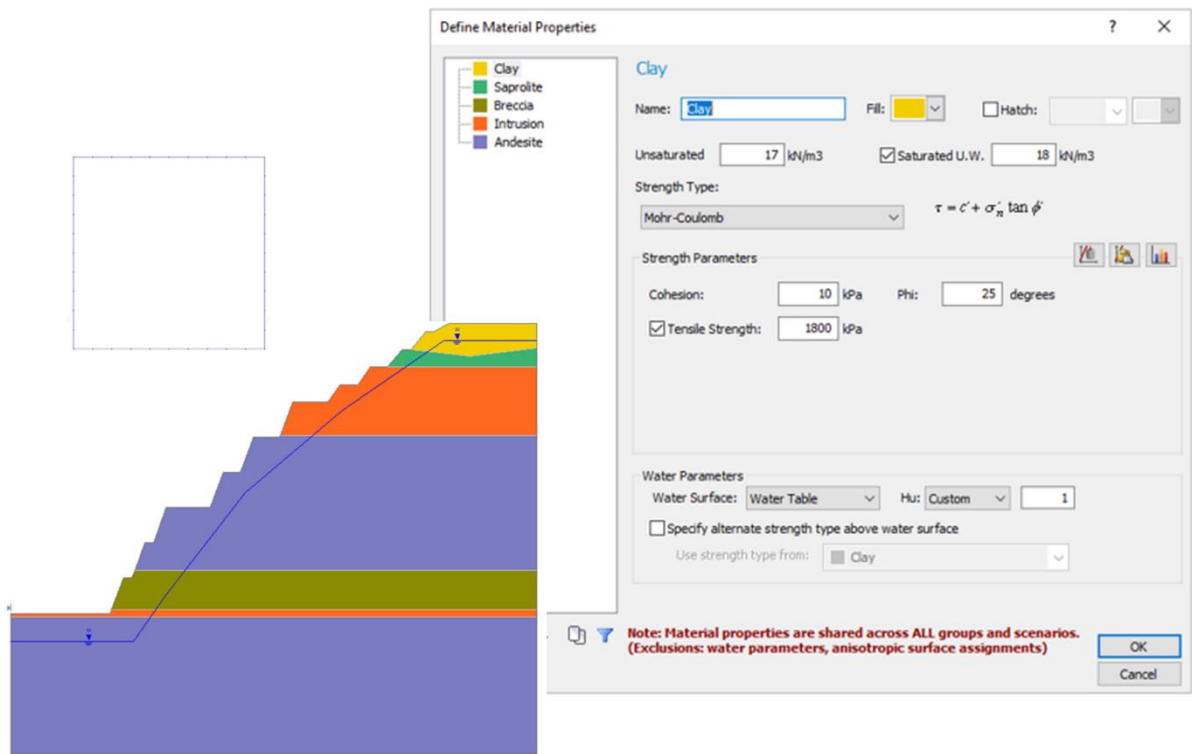 Define Material Properties
? X
Clay
Saprolite
Breccia
Intrusion
Andesite
Clay
Name: Clay Fill: Hatch:
Unsaturated 17 kN/m3 Saturated U.W. 18 kN/m3
Strength Type:
Mohr-Coulomb τ = c' + σ'n tan φ'
Strength Parameters
Cohesion: 10 kPa Phi: 25 degrees
Tensile Strength: 1800 kPa
Water Parameters
Water Surface: Water Table Hu: Custom 1
Specify alternate strength type above water surface
Use strength type from: Clay
Note: Material properties are shared across ALL groups and scenarios.
(Exclusions: water parameters, anisotropic surface assignments)
OK
Cancel